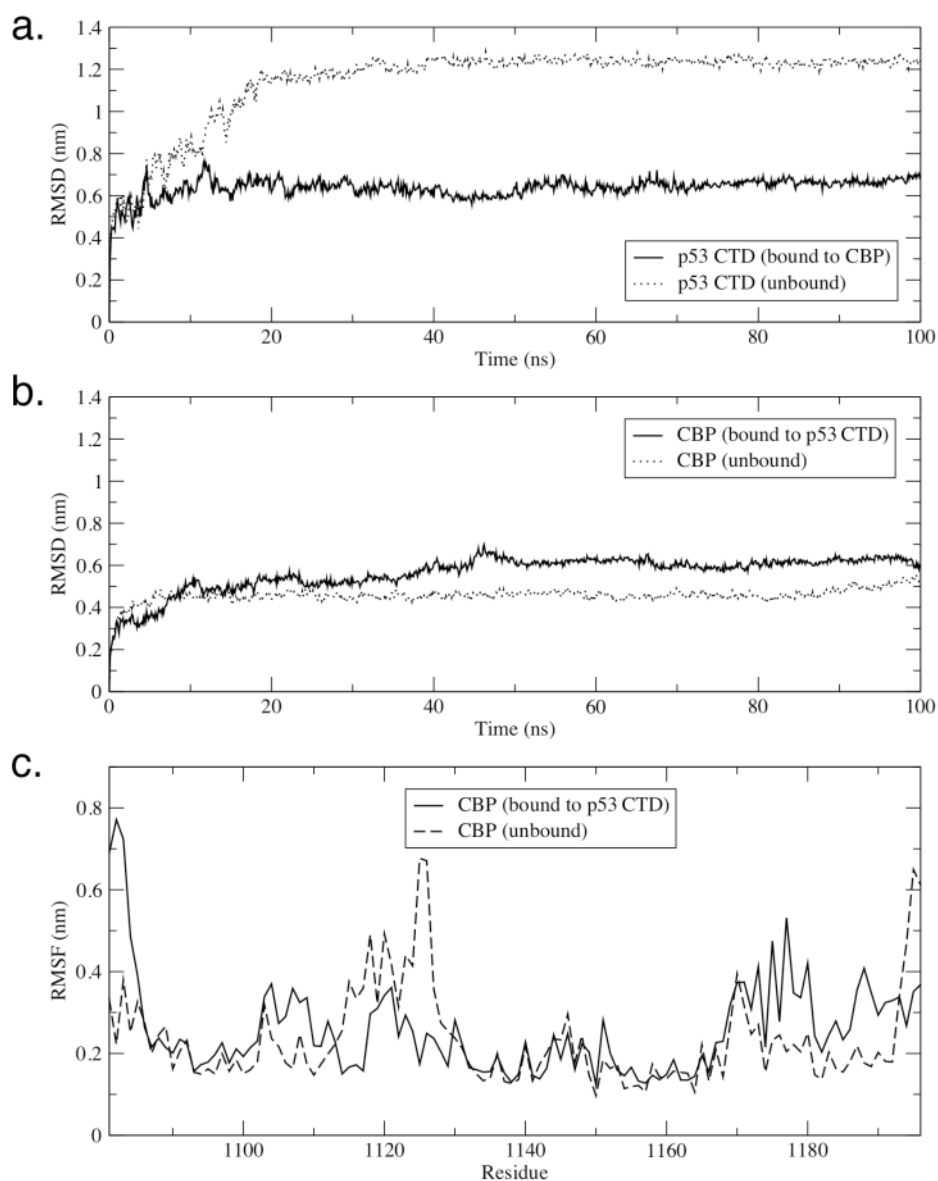 a.
1.4
1.2
1
0.8
0.6
0.4
0.2
0
RMSD (nm)
p53 CTD (bound to CBP)
p53 CTD (unbound)
0 20 40 60 80 100
Time (ns)
b.
1.4
1.2
1
0.8
0.6
0.4
0.2
0
RMSD (nm)
CBP (bound to p53 CTD)
CBP (unbound)
0 20 40 60 80 100
Time (ns)
c.
0.8
0.6
0.4
0.2
0
RMSF (nm)
CBP (bound to p53 CTD)
CBP (unbound)
1100 1120 1140 1160 1180
Residue